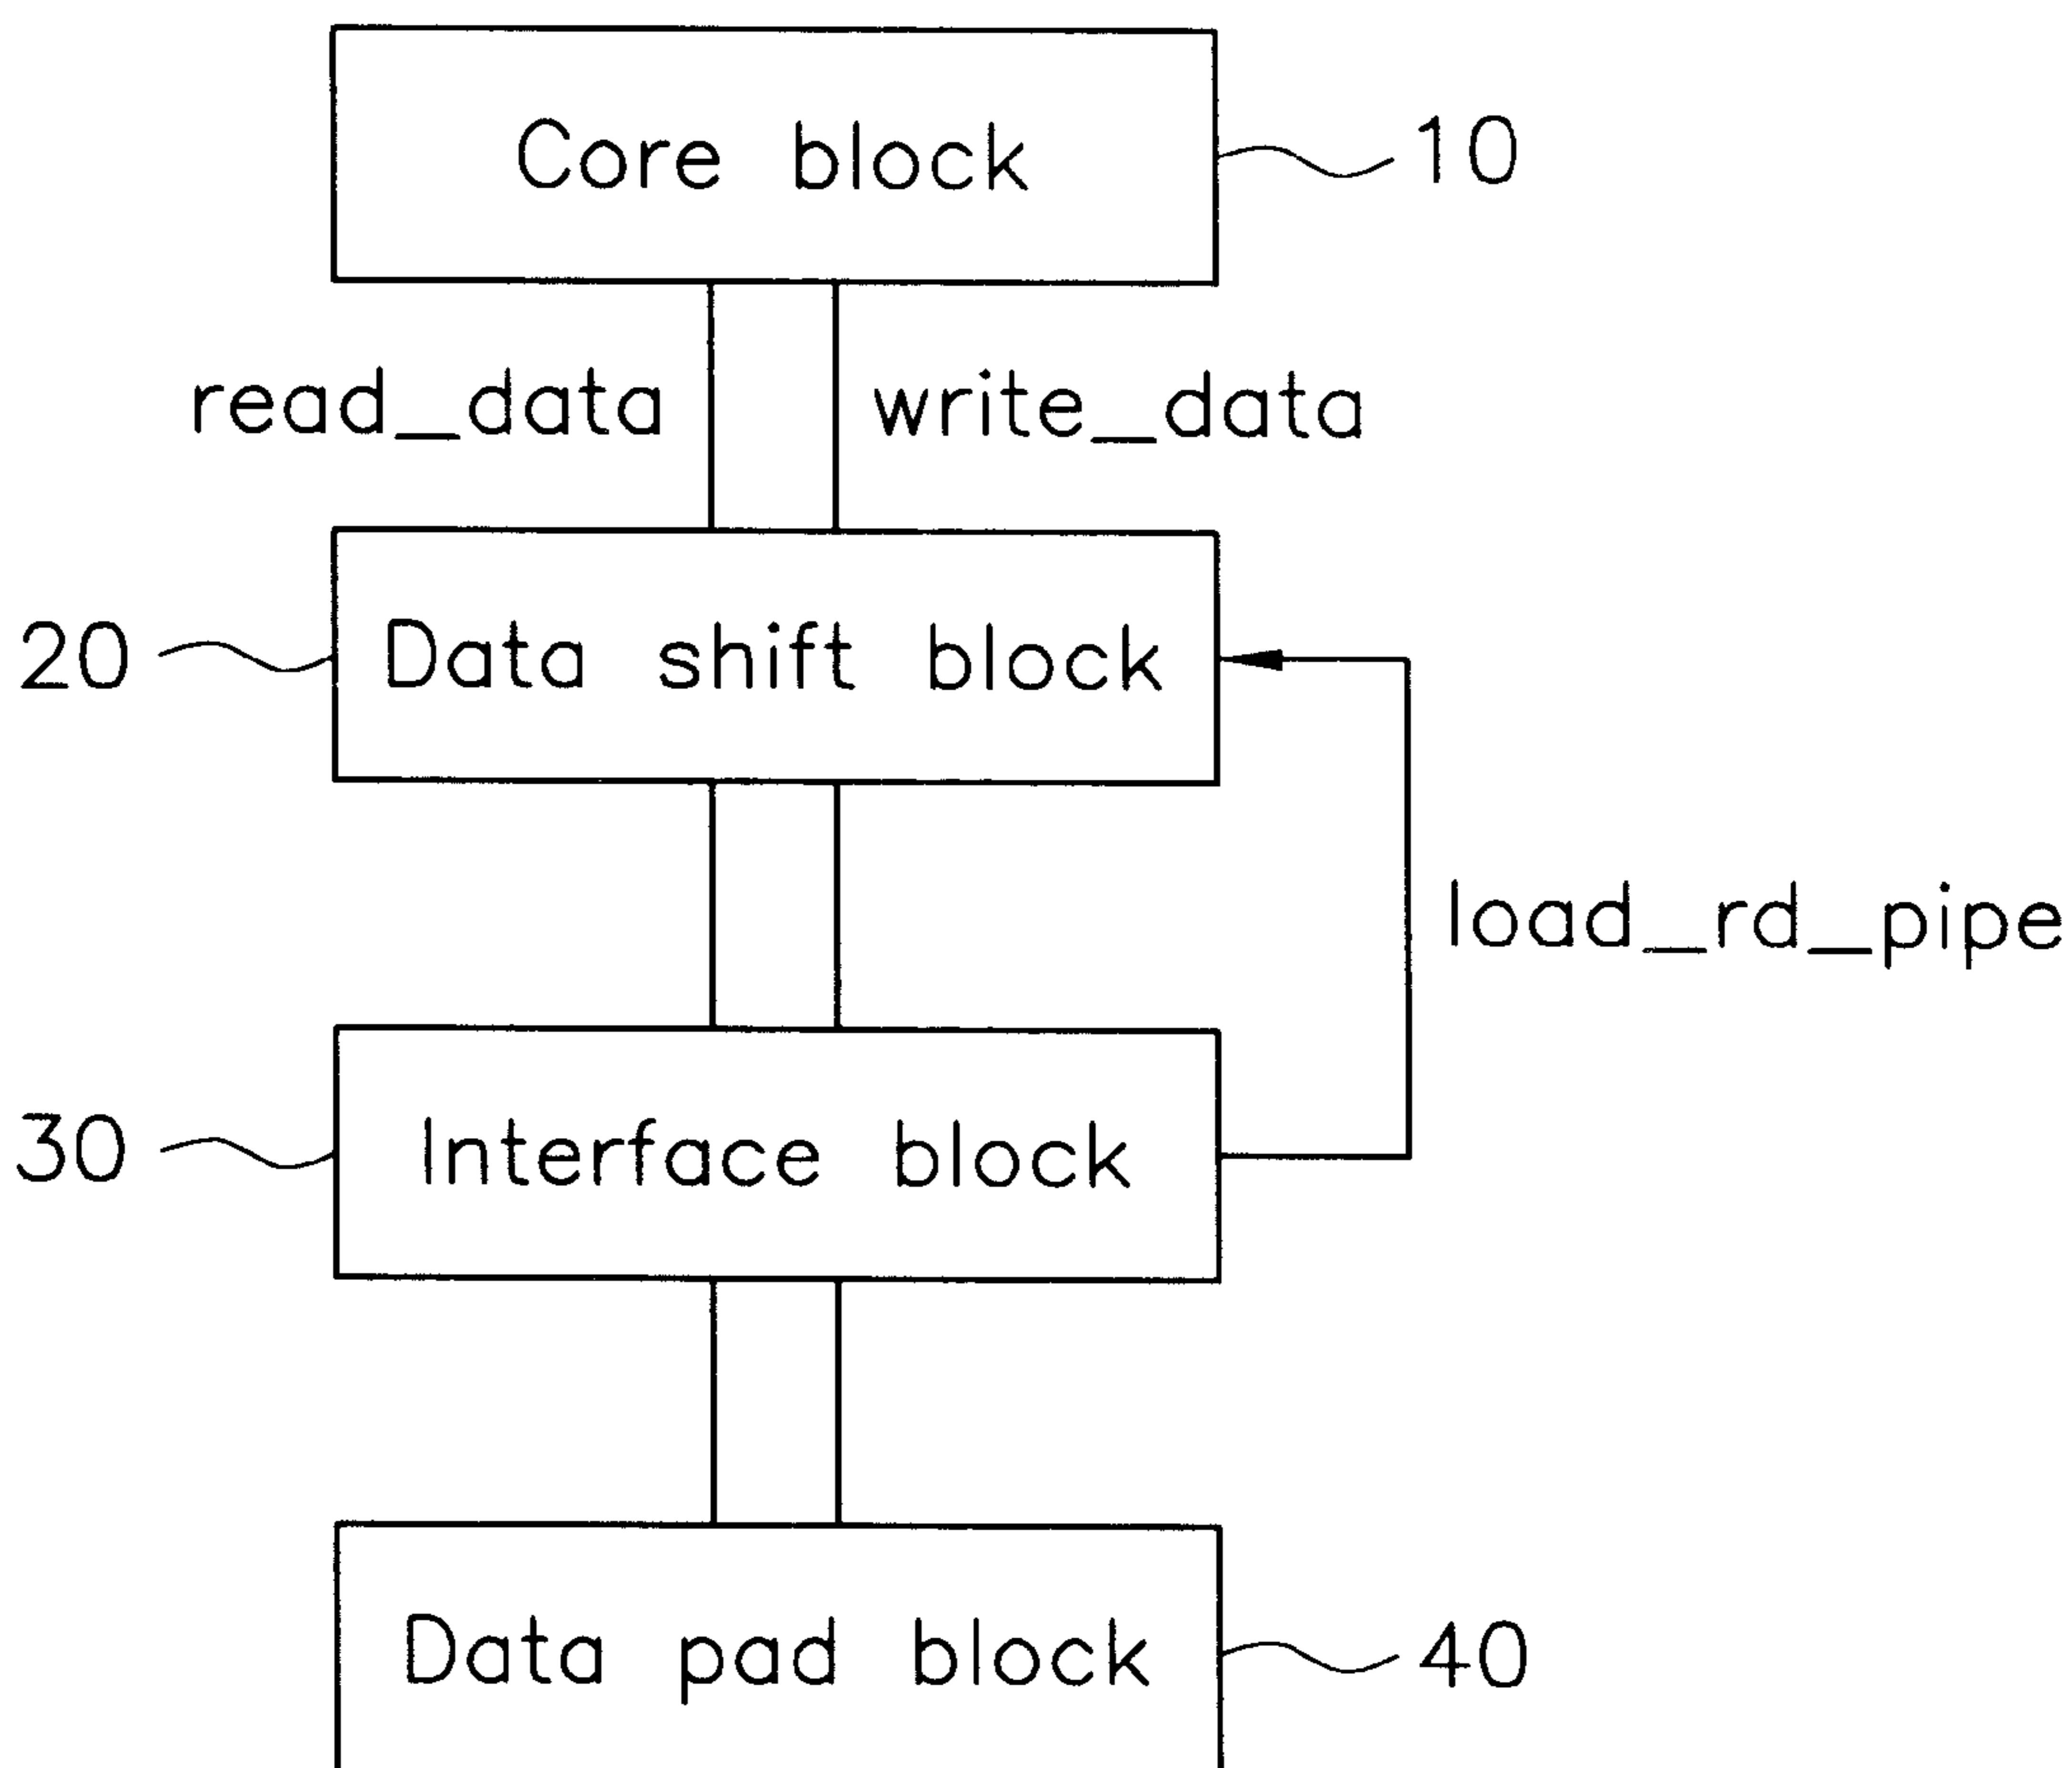 Core block
10
read_data
write_data
20
Data shift block
load_rd_pipe
30
Interface block
Data pad block
40